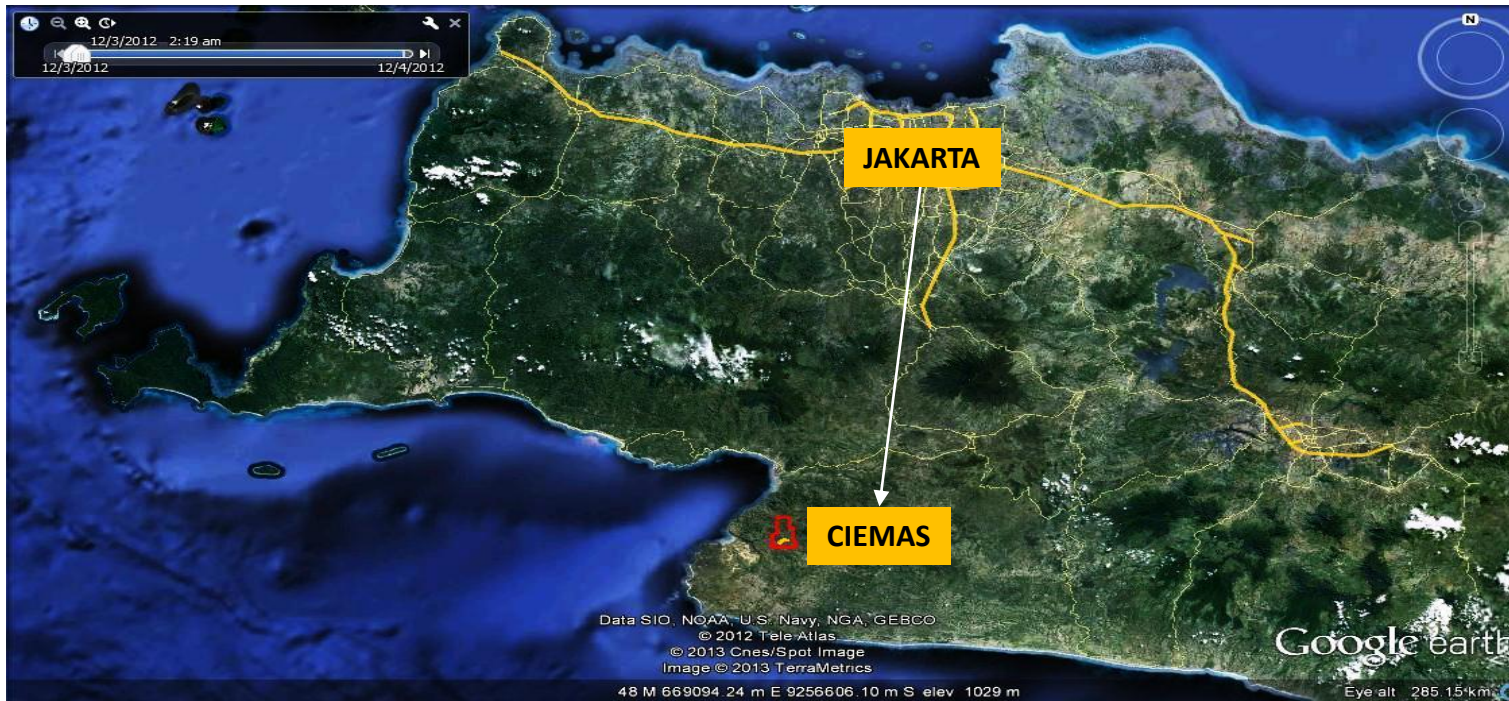 12/3/2012 2:19 am
12/3/2012 12/4/2012
N
JAKARTA
CIEMAS
Data SIO, NOAA, U.S. Navy, NGA, GEBCO
© 2012 Tele Atlas
© 2013 Cnes/Spot Image
Image © 2013 TerraMetrics
Google earth
48 M 669094.24 m E 9256606.10 m S elev 1029 m
Eye alt 285.15 km